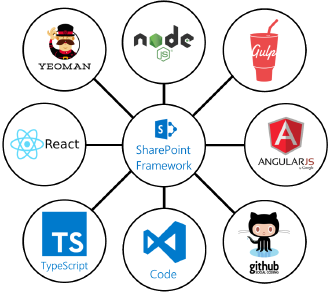 YEOMAN
node
JS
Gulp
React
S
SharePoint
Framework
ANGULARJS
by Google
TS
TypeScript
Code
github
SOCIAL CODING